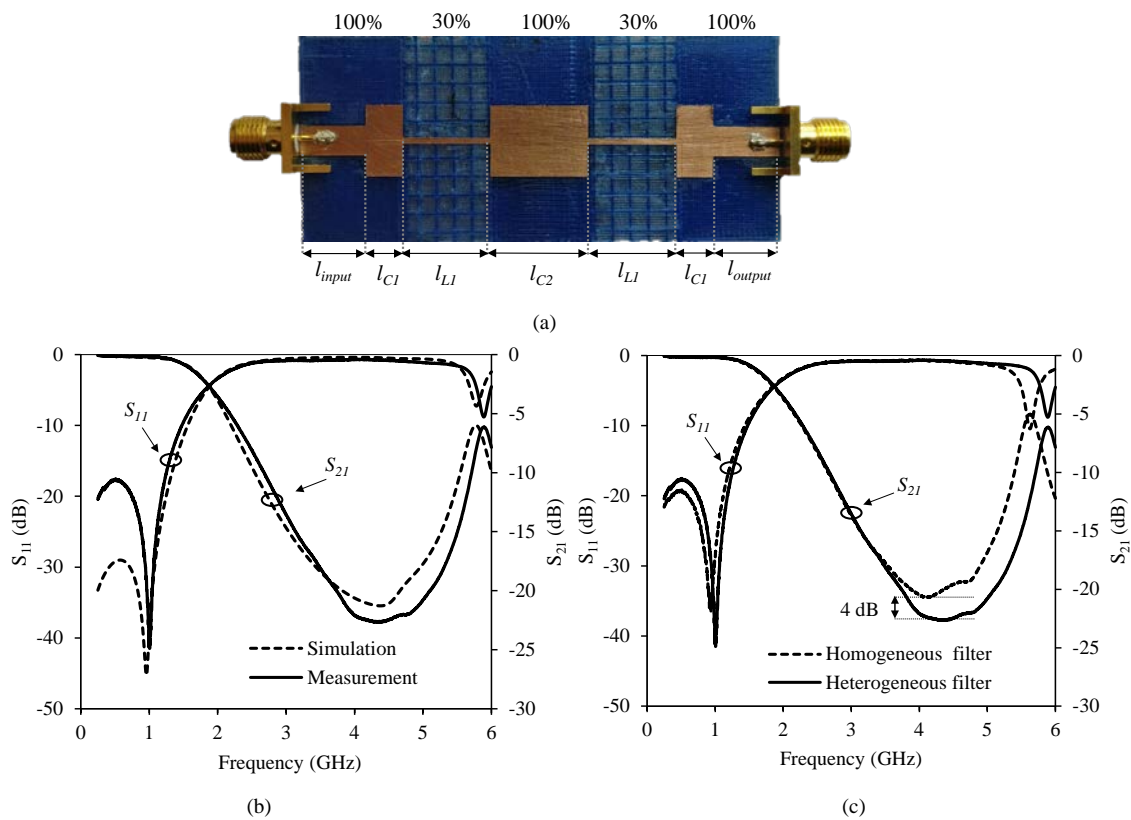 100% 30% 100% 30% 100%
l_input l_C1 l_L1 l_C2 l_L1 l_C1 l_output
(a)
0
-10
-20
-30
-40
-50
S11 (dB)
0
-5
-10
-15
-20
-25
-30
S21 (dB)
S11
S21
Simulation
Measurement
0 1 2 3 4 5 6
Frequency (GHz)
(b)
0
-10
-20
-30
-40
-50
S11 (dB)
0
-5
-10
-15
-20
-25
-30
S21 (dB)
S11
S21
4 dB
Homogeneous filter
Heterogeneous filter
0 1 2 3 4 5 6
Frequency (GHz)
(c)